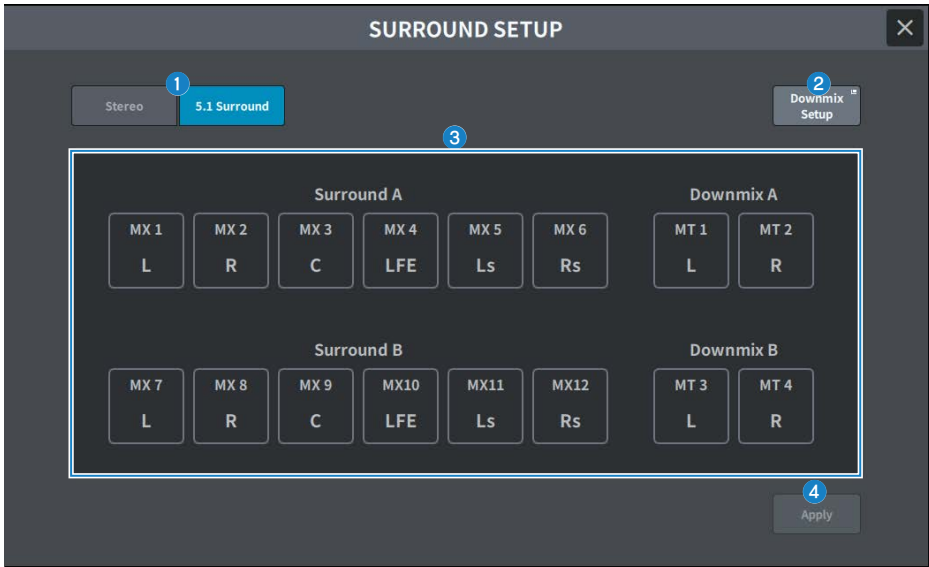 SURROUND SETUP
1
2
Stereo
5.1 Surround
Downmix
Setup
3
Surround A
Downmix A
MX 1
MX 2
MX 3
MX 4
MX 5
MX 6
MT 1
MT 2
L
R
C
LFE
Ls
Rs
L
R
Surround B
Downmix B
MX 7
MX 8
MX 9
MX10
MX11
MX12
MT 3
MT 4
L
R
C
LFE
Ls
Rs
L
R
4
Apply